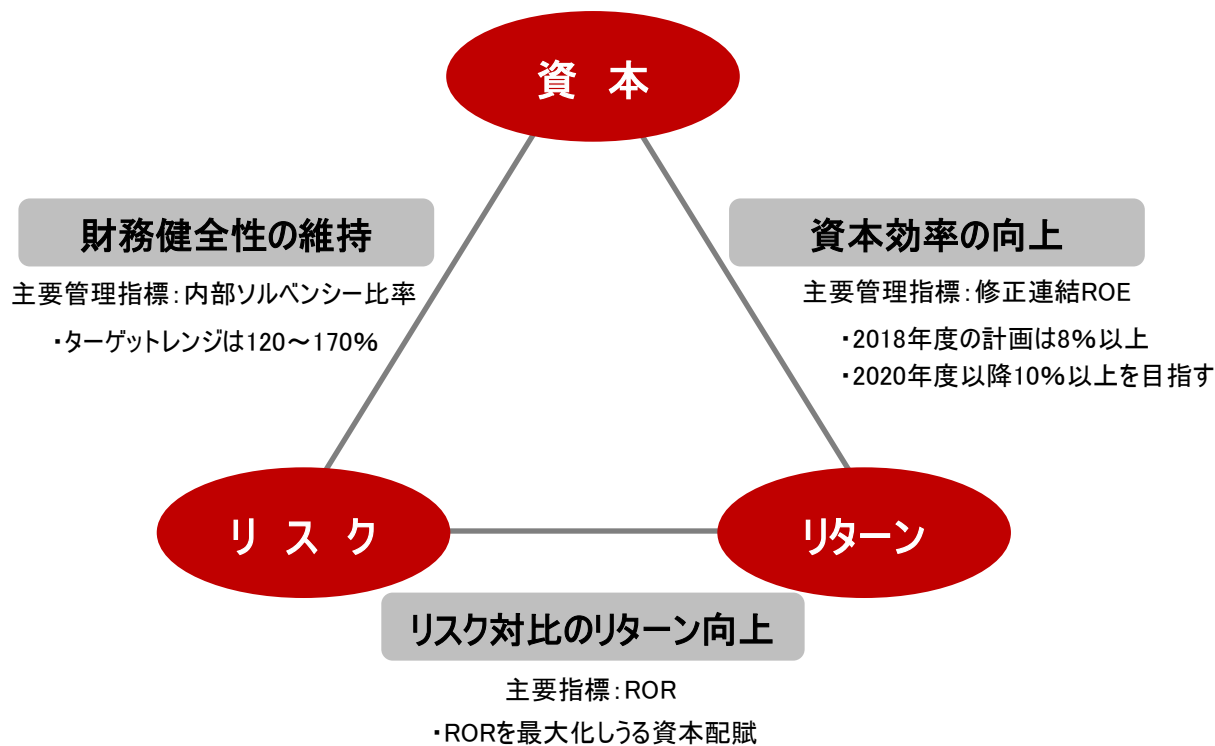 資 本
財務健全性の維持
主要管理指標:内部ソルベンシー比率
・ターゲットレンジは120~170%
資本効率の向上
主要管理指標:修正連結ROE
・2018年度の計画は8%以上
・2020年度以降10%以上を目指す
リ ス ク
リターン
リスク対比のリターン向上
主要指標:ROR
・RORを最大化しうる資本配賦